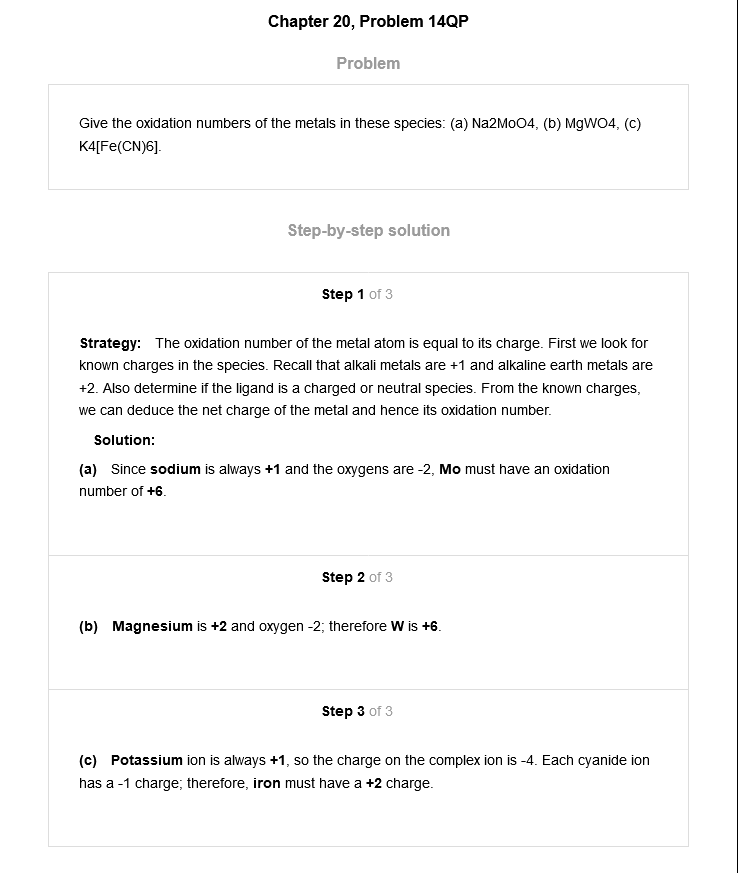 Chapter 20, Problem 14QP
Problem
Give the oxidation numbers of the metals in these species: (a) Na2MoO4, (b) MgWO4, (c)
K4[Fe(CN)6].
Step-by-step solution
Step 1 of 3
Strategy: The oxidation number of the metal atom is equal to its charge. First we look for
known charges in the species. Recall that alkali metals are +1 and alkaline earth metals are
+2. Also determine if the ligand is a charged or neutral species. From the known charges,
we can deduce the net charge of the metal and hence its oxidation number.
Solution:
(a) Since sodium is always +1 and the oxygens are -2, Mo must have an oxidation
number of +6.
Step 2 of 3
(b) Magnesium is +2 and oxygen -2; therefore W is +6.
Step 3 of 3
(c) Potassium ion is always +1, so the charge on the complex ion is -4. Each cyanide ion
has a -1 charge; therefore, iron must have a +2 charge.